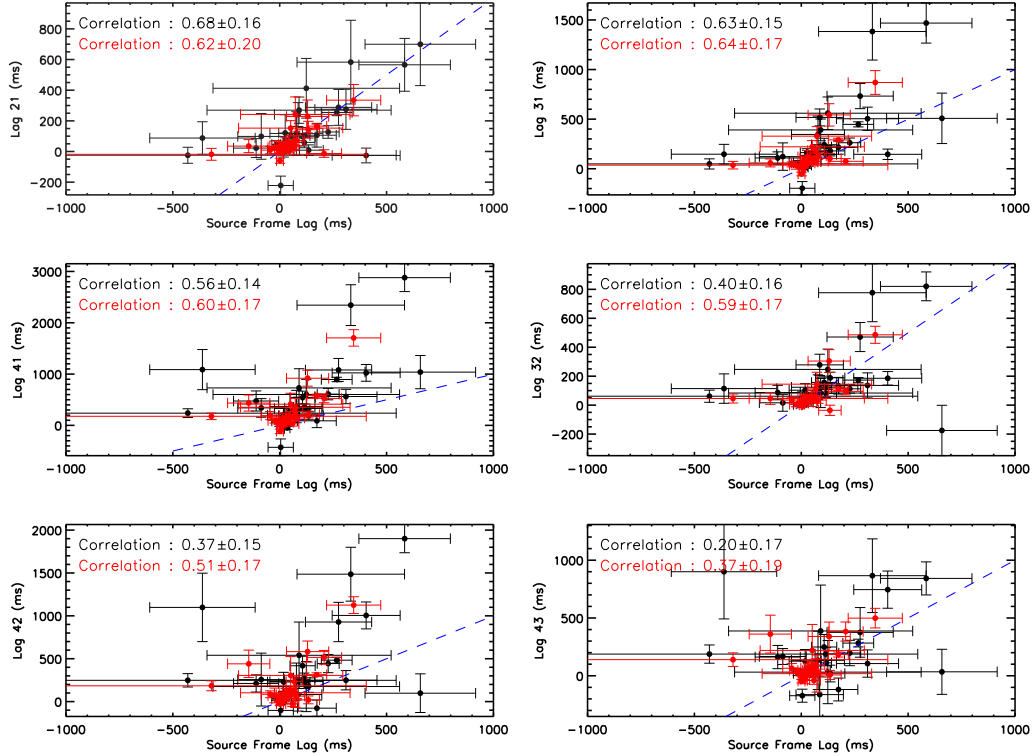 Correlation : 0.68±0.16
Correlation : 0.62±0.20
800
600
400
200
0
−200
Lag 21 (ms)
−1000 −500 0 500 1000
Source Frame Lag (ms)
Correlation : 0.63±0.15
Correlation : 0.64±0.17
1500
1000
500
0
Lag 31 (ms)
−1000 −500 0 500 1000
Source Frame Lag (ms)
Correlation : 0.56±0.14
Correlation : 0.60±0.17
3000
2000
1000
0
Lag 41 (ms)
−1000 −500 0 500 1000
Source Frame Lag (ms)
Correlation : 0.40±0.16
Correlation : 0.59±0.17
800
600
400
200
0
−200
Lag 32 (ms)
−1000 −500 0 500 1000
Source Frame Lag (ms)
Correlation : 0.37±0.15
Correlation : 0.51±0.17
2000
1500
1000
500
0
Lag 42 (ms)
−1000 −500 0 500 1000
Source Frame Lag (ms)
Correlation : 0.20±0.17
Correlation : 0.37±0.19
1000
500
0
Lag 43 (ms)
−1000 −500 0 500 1000
Source Frame Lag (ms)